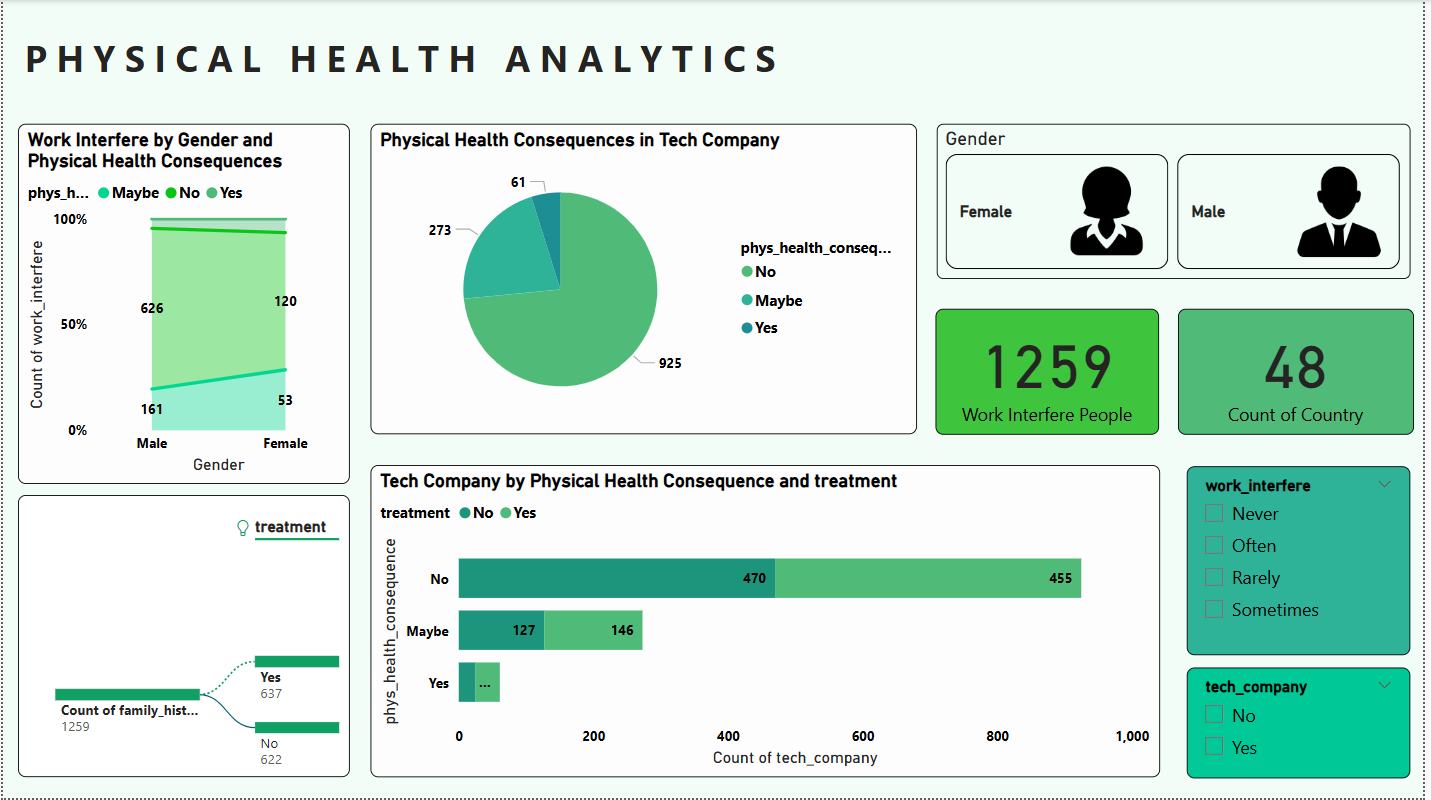 PHYSICAL HEALTH ANALYTICS
Work Interfere by Gender and
Physical Health Consequences
phys_h... Maybe No Yes
100%
50%
0%
Count of work_interfere
626
120
161
53
Male Female
Gender
Physical Health Consequences in Tech Company
61
273
925
phys_health_conseq...
No
Maybe
Yes
Gender
Female
Male
1259
Work Interfere People
48
Count of Country
treatment
Count of family_hist...
1259
Yes
637
No
622
Tech Company by Physical Health Consequence and treatment
treatment No Yes
phys_health_consequence
No 470 455
Maybe 127 146
Yes ...
0 200 400 600 800 1,000
Count of tech_company
work_interfere
Never
Often
Rarely
Sometimes
tech_company
No
Yes